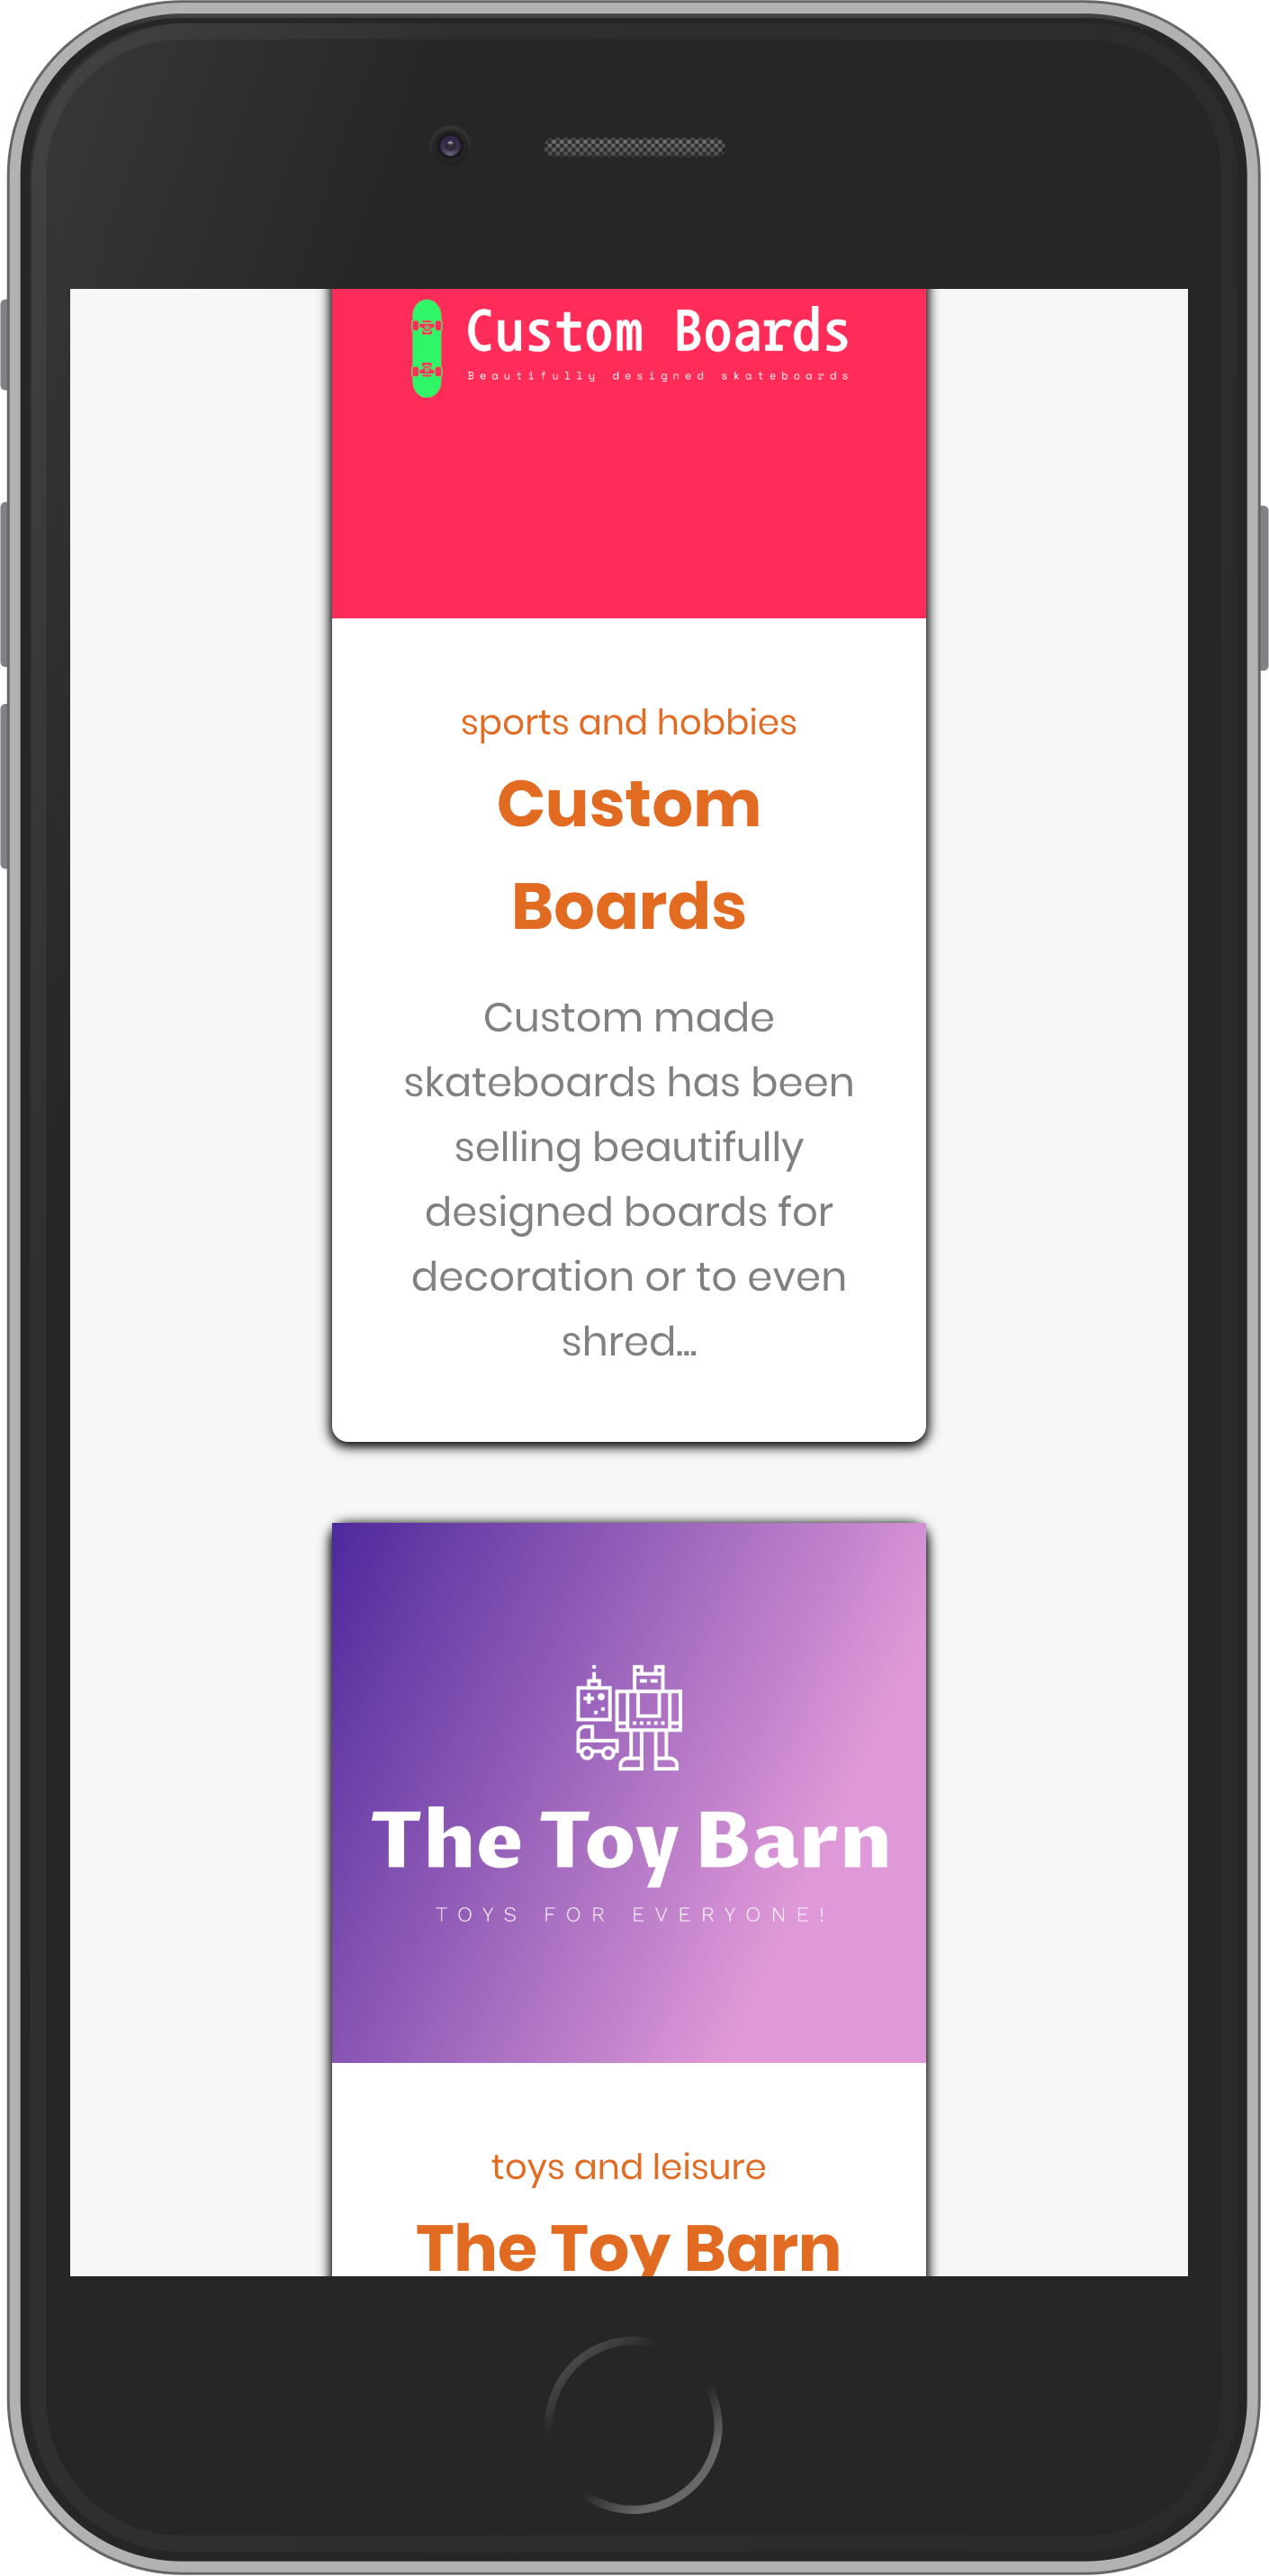 Custom Boards
Beautifully designed skateboards
sports and hobbies
Custom
Boards
Custom made
skateboards has been
selling beautifully
designed boards for
decoration or to even
shred...
The Toy Barn
TOYS FOR EVERYONE!
toys and leisure
The Toy Barn